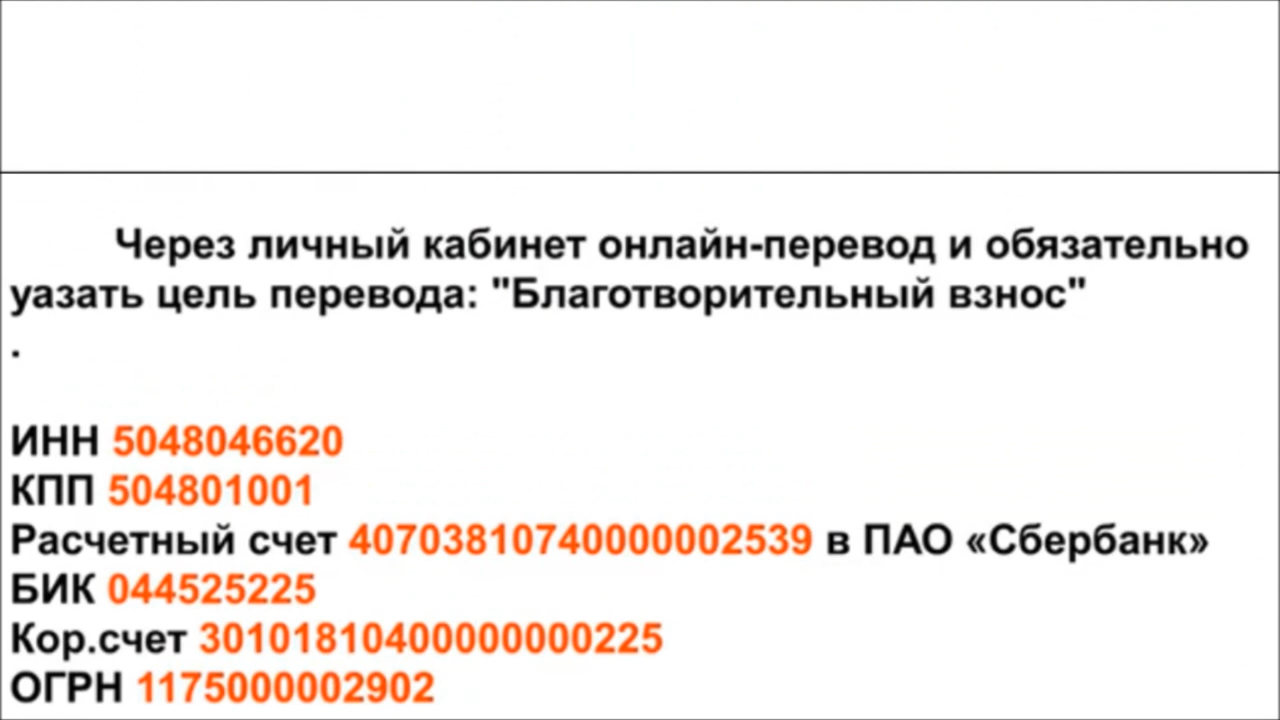 Через личный кабинет онлайн-перевод и обязательно
уазать цель перевода: "Благотворительный взнос"
.
ИНН 5048046620
КПП 504801001
Расчетный счет 40703810740000002539 в ПАО «Сбербанк»
БИК 044525225
Кор.счет 30101810400000000225
ОГРН 1175000002902